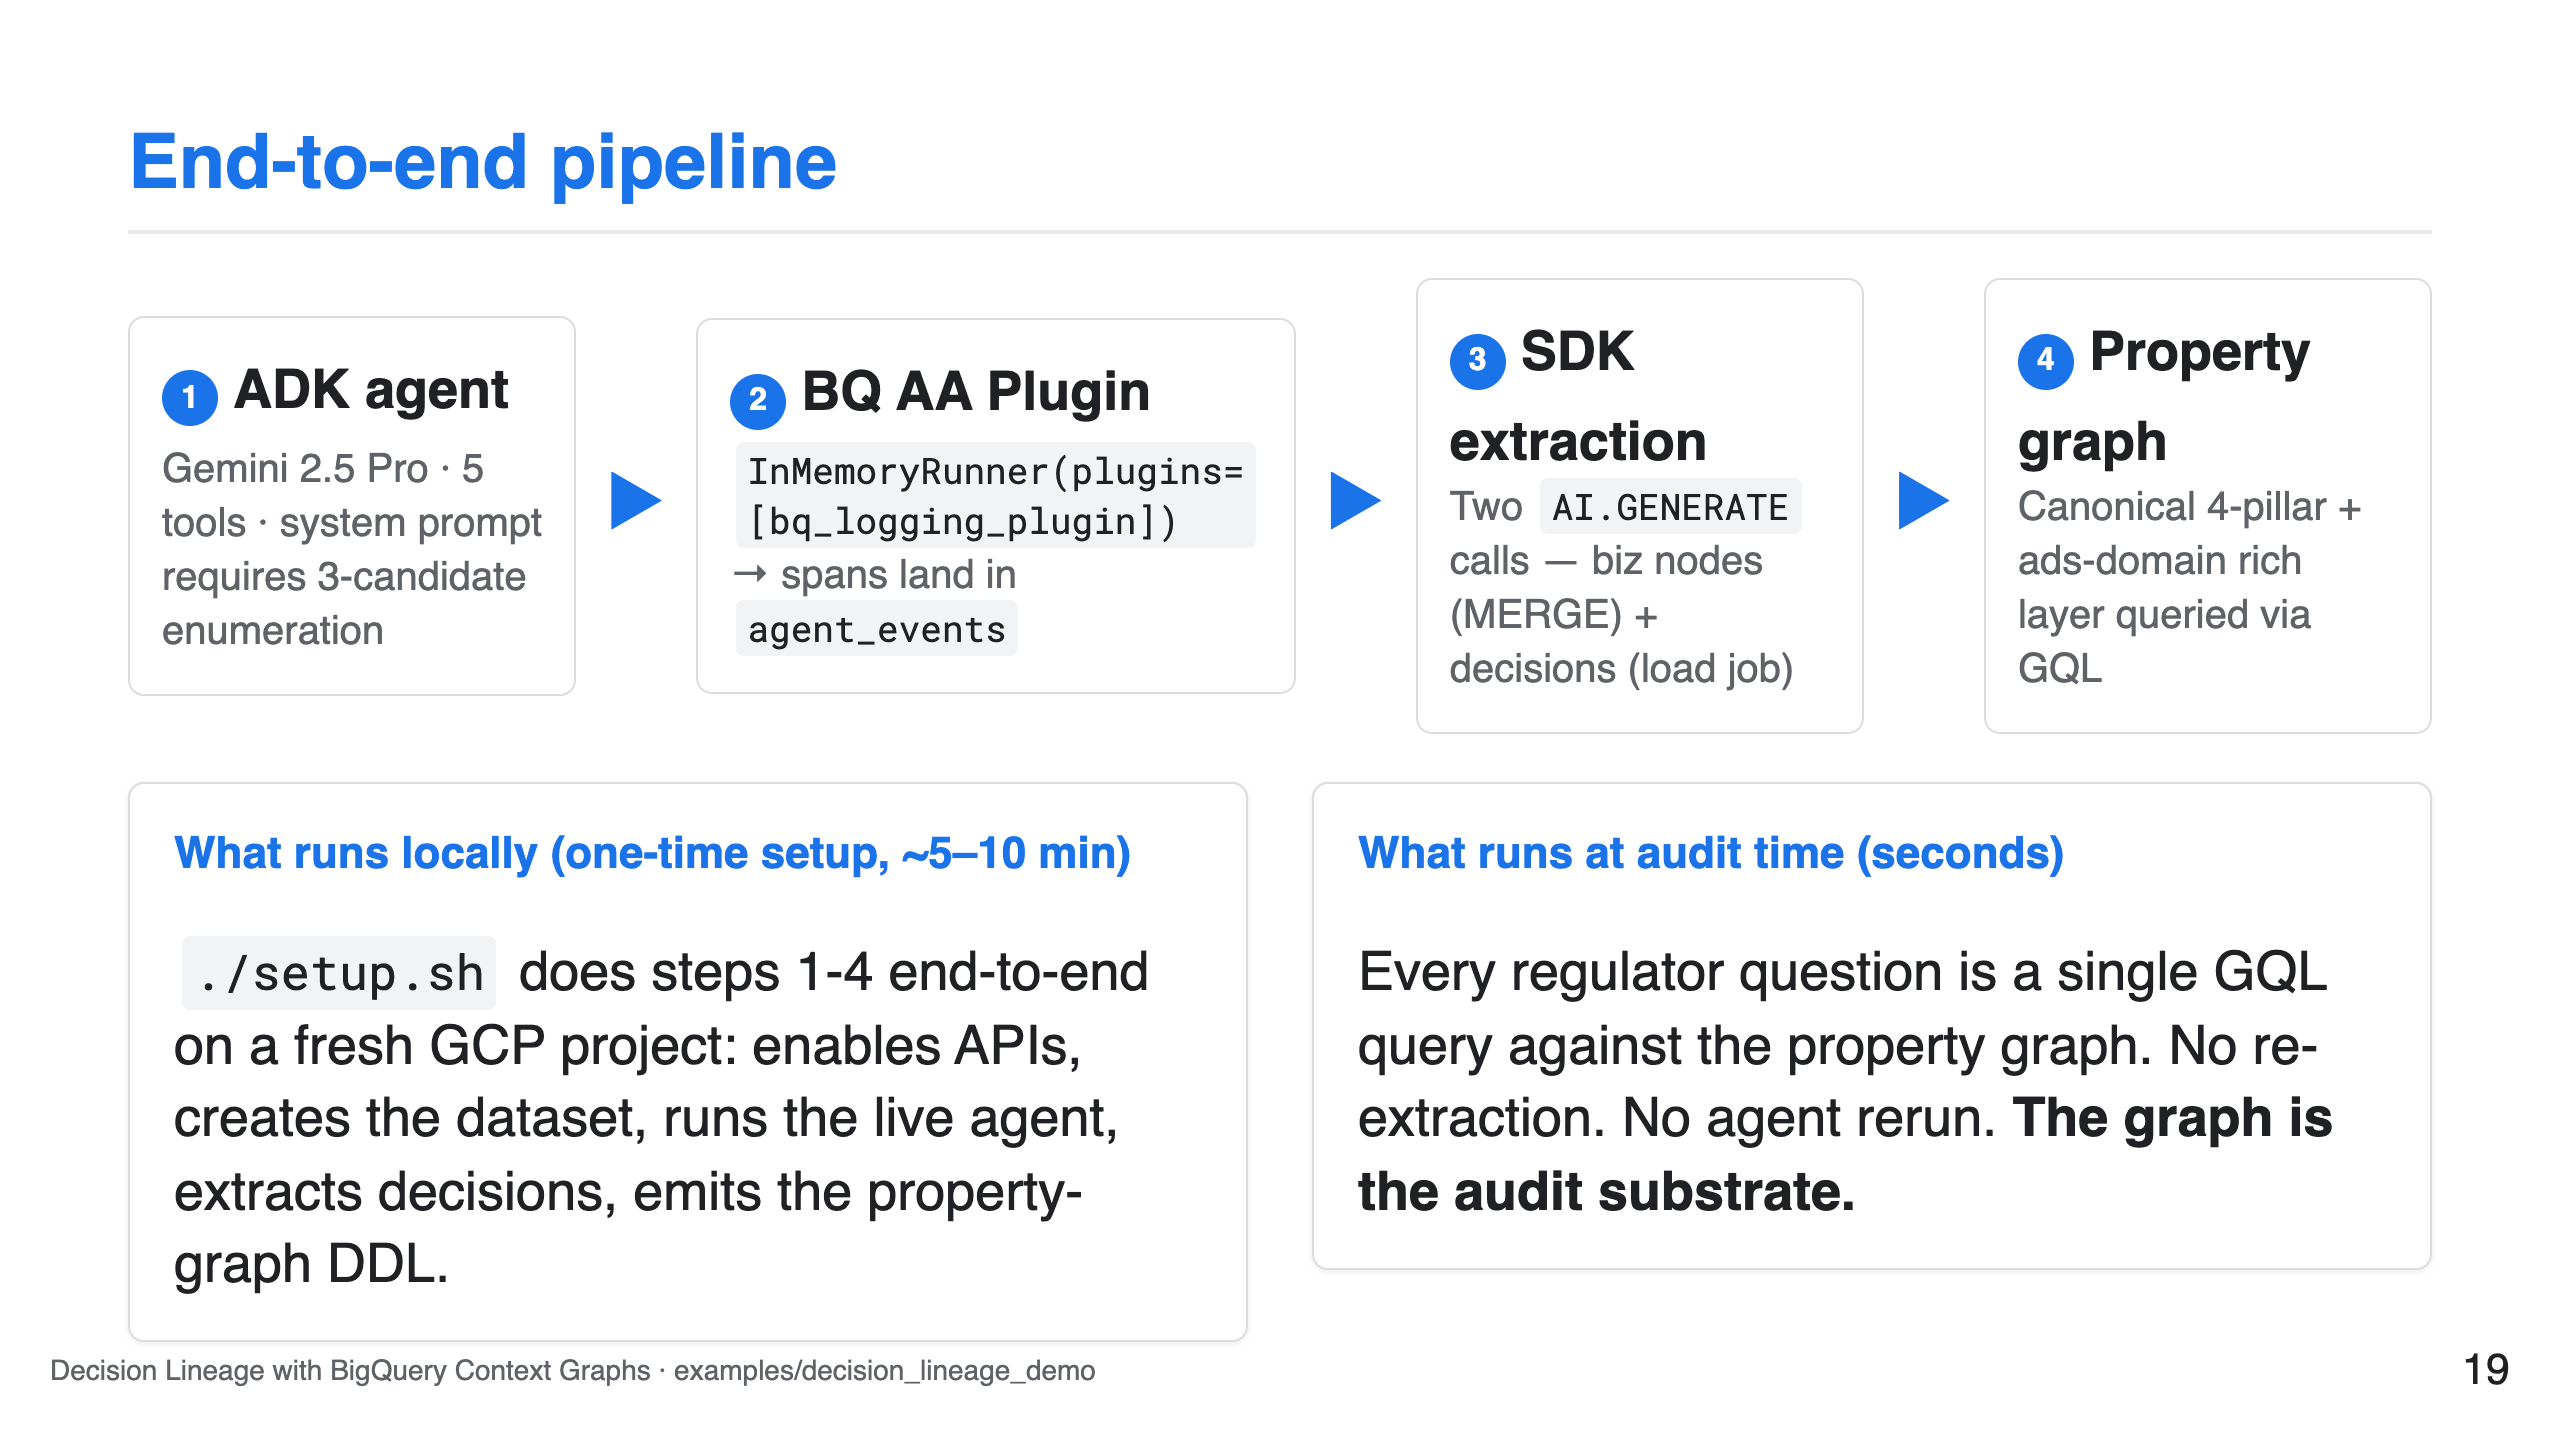 End-to-end pipeline
1 ADK agent
Gemini 2.5 Pro · 5
tools · system prompt
requires 3-candidate
enumeration
2 BQ AA Plugin
InMemoryRunner(plugins=
[bq_logging_plugin])
→ spans land in
agent_events
3 SDK
extraction
Two AI.GENERATE
calls — biz nodes
(MERGE) +
decisions (load job)
4 Property
graph
Canonical 4-pillar +
ads-domain rich
layer queried via
GQL
What runs locally (one-time setup, ~5–10 min)
./setup.sh does steps 1-4 end-to-end
on a fresh GCP project: enables APIs,
creates the dataset, runs the live agent,
extracts decisions, emits the property-
graph DDL.
What runs at audit time (seconds)
Every regulator question is a single GQL
query against the property graph. No re-
extraction. No agent rerun. The graph is
the audit substrate.
Decision Lineage with BigQuery Context Graphs · examples/decision_lineage_demo
19